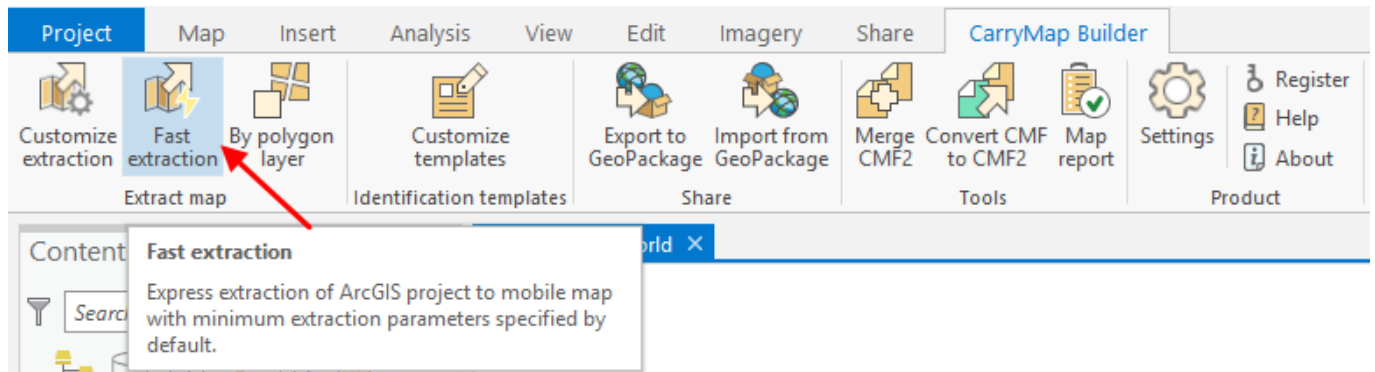 Project Map Insert Analysis View Edit Imagery Share CarryMap Builder
Customize extraction
Fast extraction
By polygon layer
Extract map
Customize templates
Identification templates
Export to GeoPackage
Import from GeoPackage
Share
Merge CMF2
Convert CMF to CMF2
Map report
Tools
Settings
Register
Help
About
Product
Content
Fast extraction
Express extraction of ArcGIS project to mobile map
with minimum extraction parameters specified by
default.